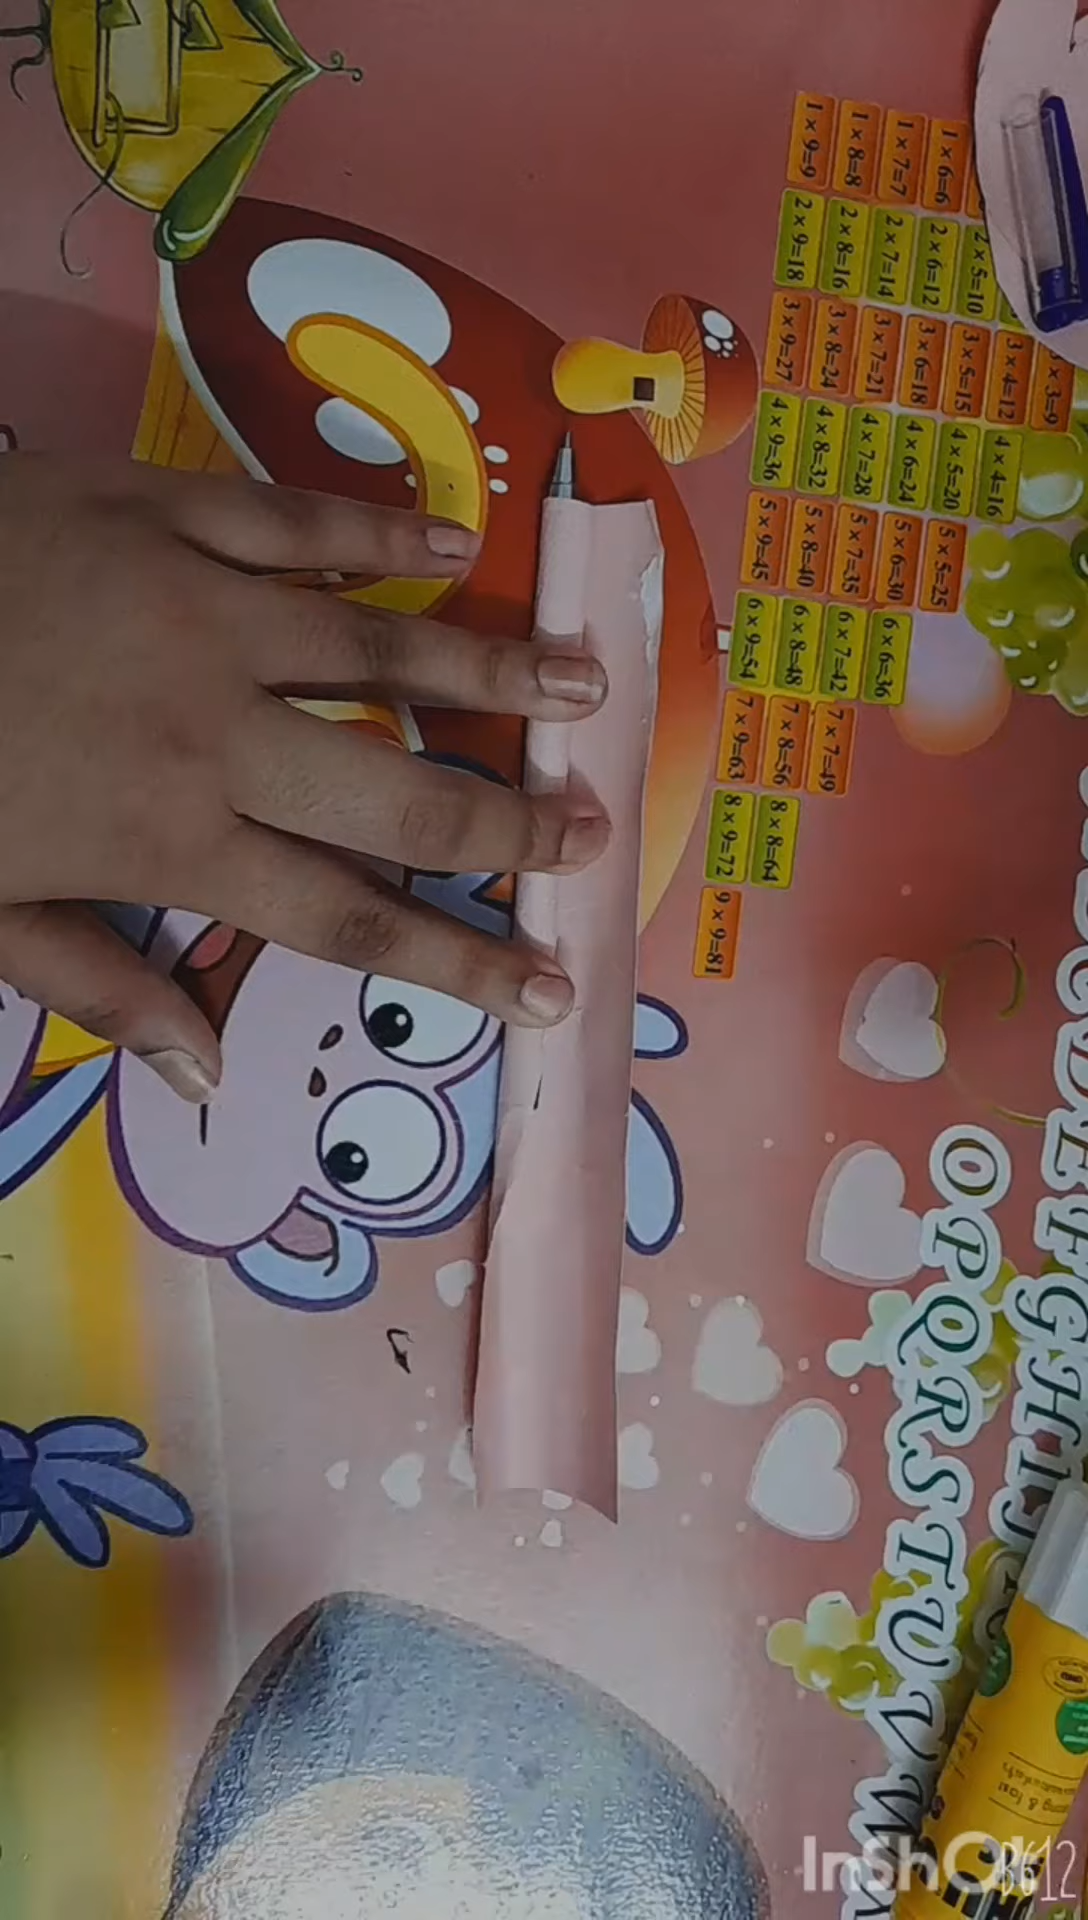 1 × 6=6
1 × 7=7
1 × 8=8
1 × 9=9
2 × 5=10
2 × 6=12
2 × 7=14
2 × 8=16
2 × 9=18
× 3=9
3 × 4=12
3 × 5=15
3 × 6=18
3 × 7=21
3 × 8=24
3 × 9=27
4 × 4=16
4 × 5=20
4 × 6=24
4 × 7=28
4 × 8=32
4 × 9=36
5 × 5=25
5 × 6=30
5 × 7=35
5 × 8=40
5 × 9=45
6 × 6=36
6 × 7=42
6 × 8=48
6 × 9=54
7 × 7=49
7 × 8=56
7 × 9=63
8 × 8=64
8 × 9=72
9 × 9=81
C D E F G H I J
O P Q R S T U V W
InShOt
B612